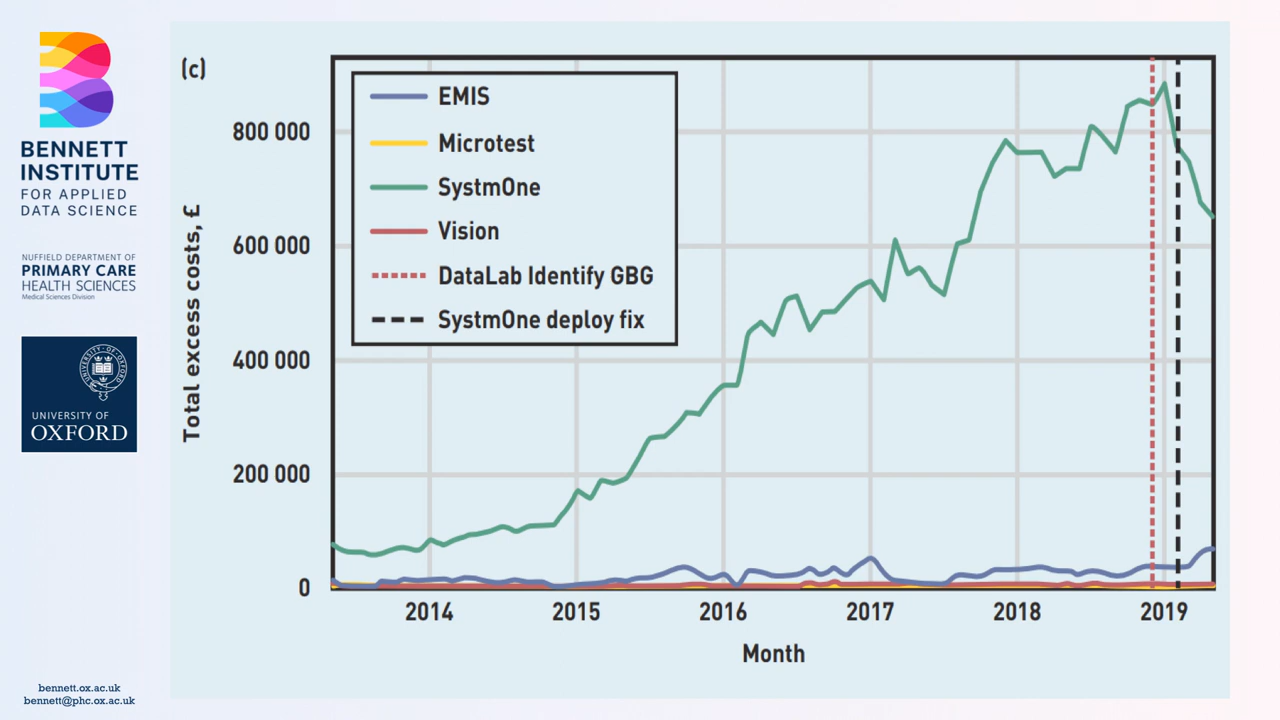 BENNETT
INSTITUTE
FOR APPLIED
DATA SCIENCE
NUFFIELD DEPARTMENT OF
PRIMARY CARE
HEALTH SCIENCES
Medical Sciences Division
UNIVERSITY OF
OXFORD
bennett.ox.ac.uk
bennett@phc.ox.ac.uk
(c)
EMIS
Microtest
SystmOne
Vision
DataLab Identify GBG
SystmOne deploy fix
Total excess costs, £
800 000
600 000
400 000
200 000
0
2014 2015 2016 2017 2018 2019
Month